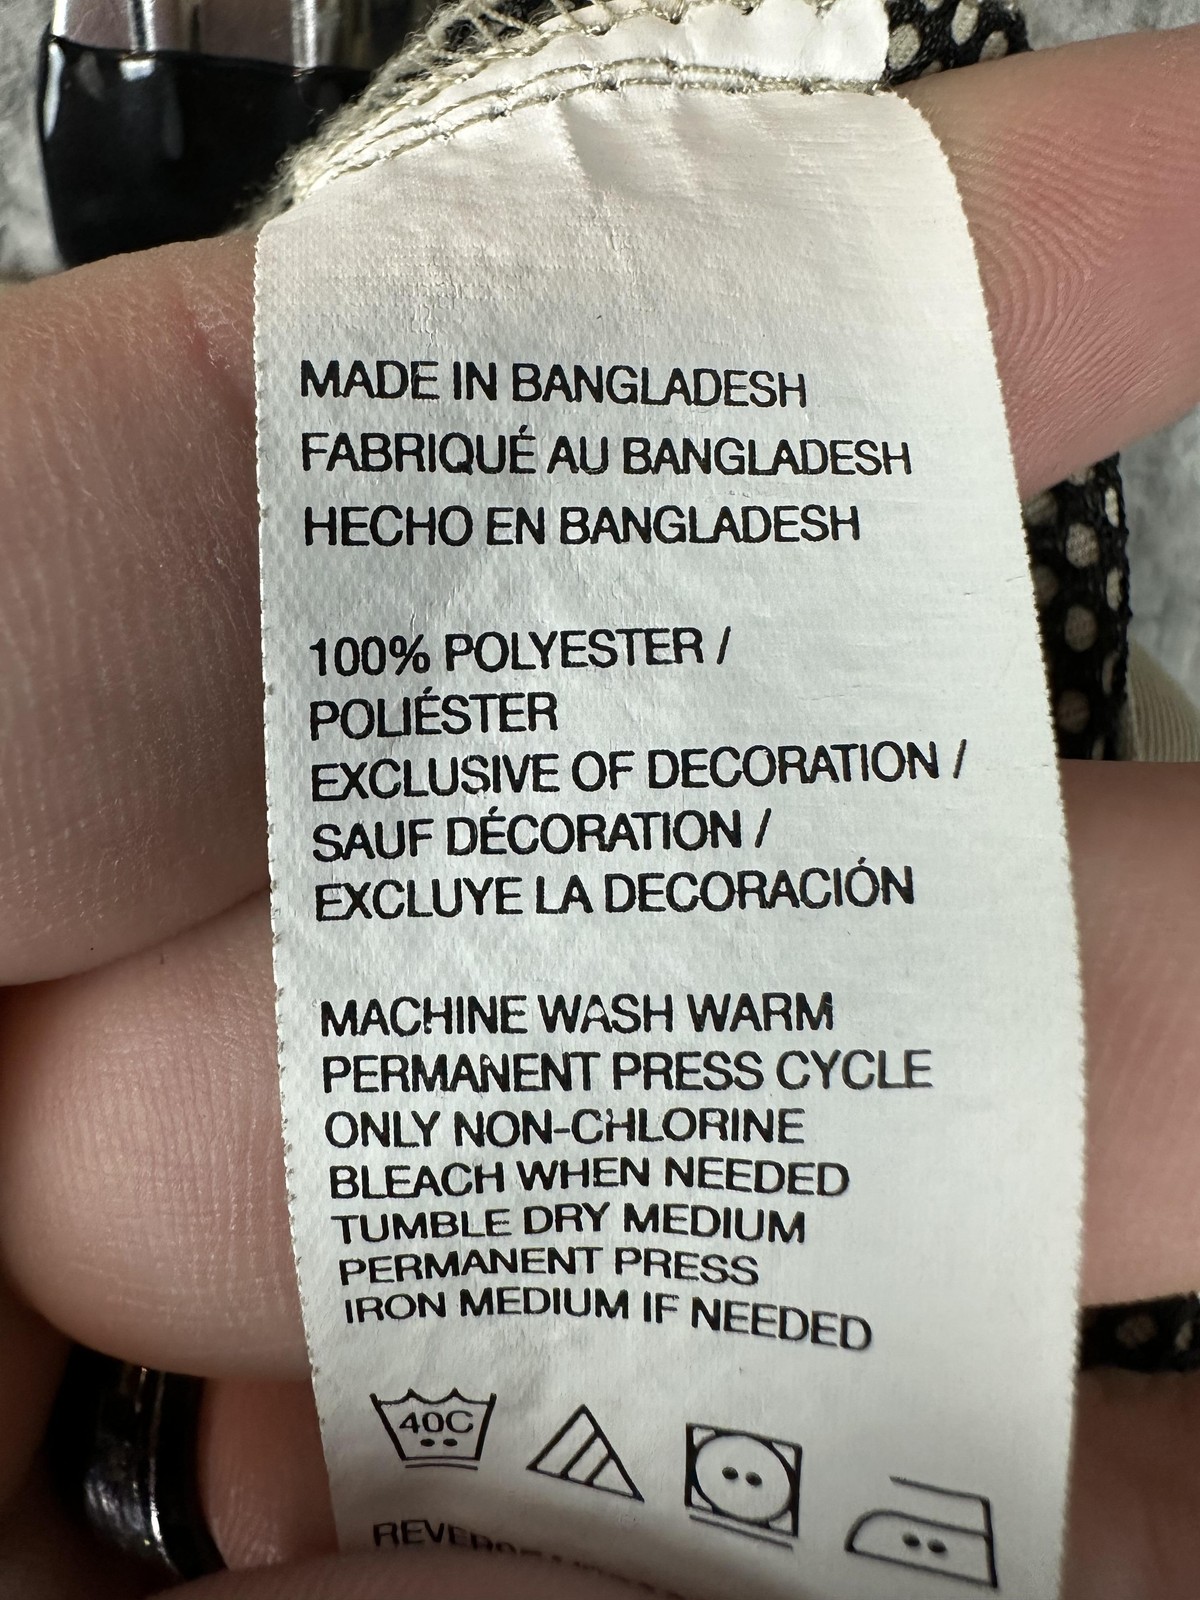 MADE IN BANGLADESH
FABRIQUÉ AU BANGLADESH
HECHO EN BANGLADESH
100% POLYESTER /
POLIÉSTER
EXCLUSIVE OF DECORATION /
SAUF DÉCORATION /
EXCLUYE LA DECORACIÓN
MACHINE WASH WARM
PERMANENT PRESS CYCLE
ONLY NON-CHLORINE
BLEACH WHEN NEEDED
TUMBLE DRY MEDIUM
PERMANENT PRESS
IRON MEDIUM IF NEEDED
40C